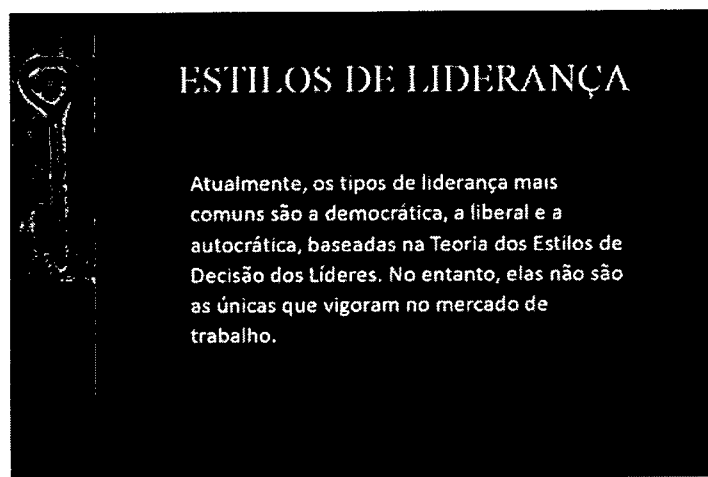 ESTILOS DE LIDERANÇA
Atualmente, os tipos de liderança mais
comuns são a democrática, a liberal e a
autocrática, baseadas na Teoria dos Estilos de
Decisão dos Líderes. No entanto, elas não são
as únicas que vigoram no mercado de
trabalho.